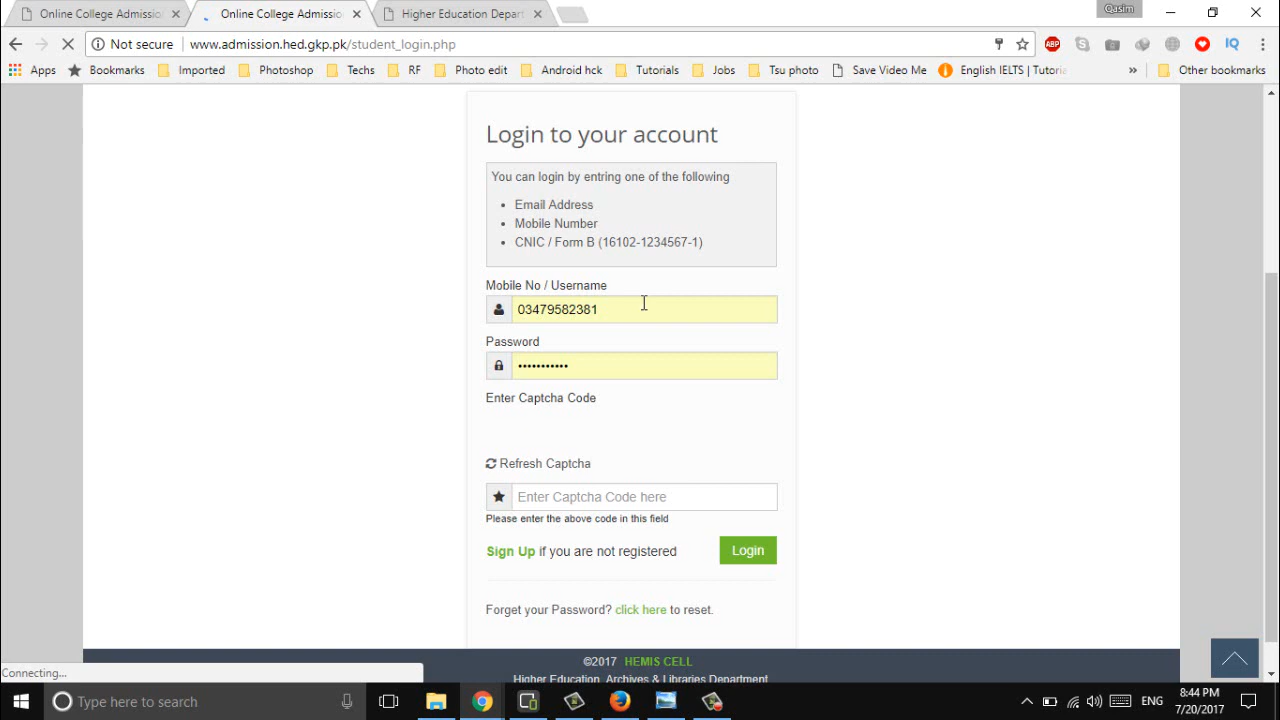 Online College Admissio
Online College Admissi
Higher Education Depart
Qasim
Not secure
www.admission.hed.gkp.pk/student_login.php
ABP
IQ
Apps
Bookmarks
Imported
Photoshop
Techs
RF
Photo edit
Android hck
Tutorials
Jobs
Tsu photo
Save Video Me
English IELTS | Tutoria
»
Other bookmarks
Login to your account
You can login by entring one of the following
• Email Address
• Mobile Number
• CNIC / Form B (16102-1234567-1)
Mobile No / Username
03479582381
Password
•••••••••••
Enter Captcha Code
Refresh Captcha
Enter Captcha Code here
Please enter the above code in this field
Sign Up if you are not registered
Login
Forget your Password? click here to reset.
©2017 HEMIS CELL
Higher Education, Archives & Libraries Department
Connecting...
Type here to search
ENG
8:44 PM
7/20/2017